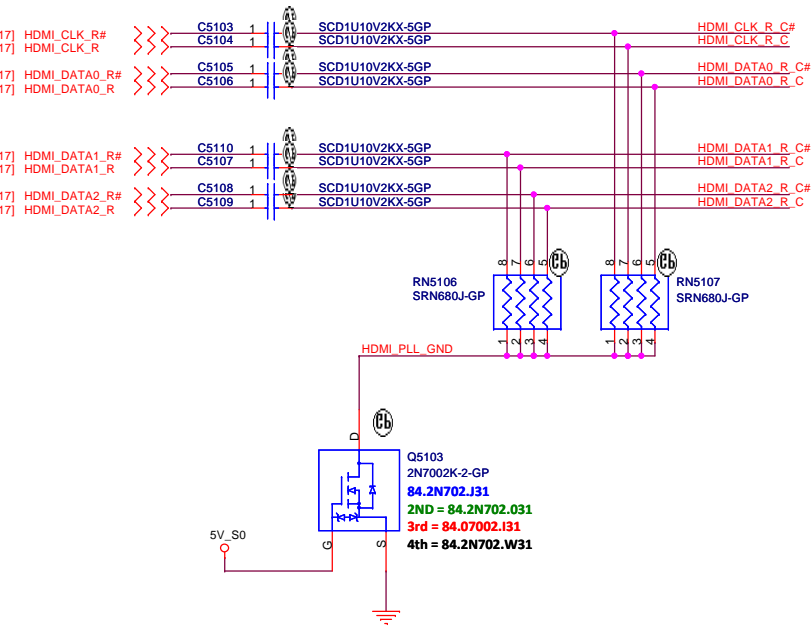 17] HDMI_CLK_R# C5103 1 SCD1U10V2KX-5GP HDMI_CLK_R_C#
17] HDMI_CLK_R C5104 1 SCD1U10V2KX-5GP HDMI_CLK_R_C
17] HDMI_DATA0_R# C5105 1 SCD1U10V2KX-5GP HDMI_DATA0_R_C#
17] HDMI_DATA0_R C5106 1 SCD1U10V2KX-5GP HDMI_DATA0_R_C
17] HDMI_DATA1_R# C5110 1 SCD1U10V2KX-5GP HDMI_DATA1_R_C#
17] HDMI_DATA1_R C5107 1 SCD1U10V2KX-5GP HDMI_DATA1_R_C
17] HDMI_DATA2_R# C5108 1 SCD1U10V2KX-5GP HDMI_DATA2_R_C#
17] HDMI_DATA2_R C5109 1 SCD1U10V2KX-5GP HDMI_DATA2_R_C
8 7 6 5 8 7 6 5
RN5106
SRN680J-GP
RN5107
SRN680J-GP
1 2 3 4 1 2 3 4
HDMI_PLL_GND
D
Q5103
2N7002K-2-GP
84.2N702.J31
2ND = 84.2N702.031
3rd = 84.07002.I31
4th = 84.2N702.W31
5V_S0
G S